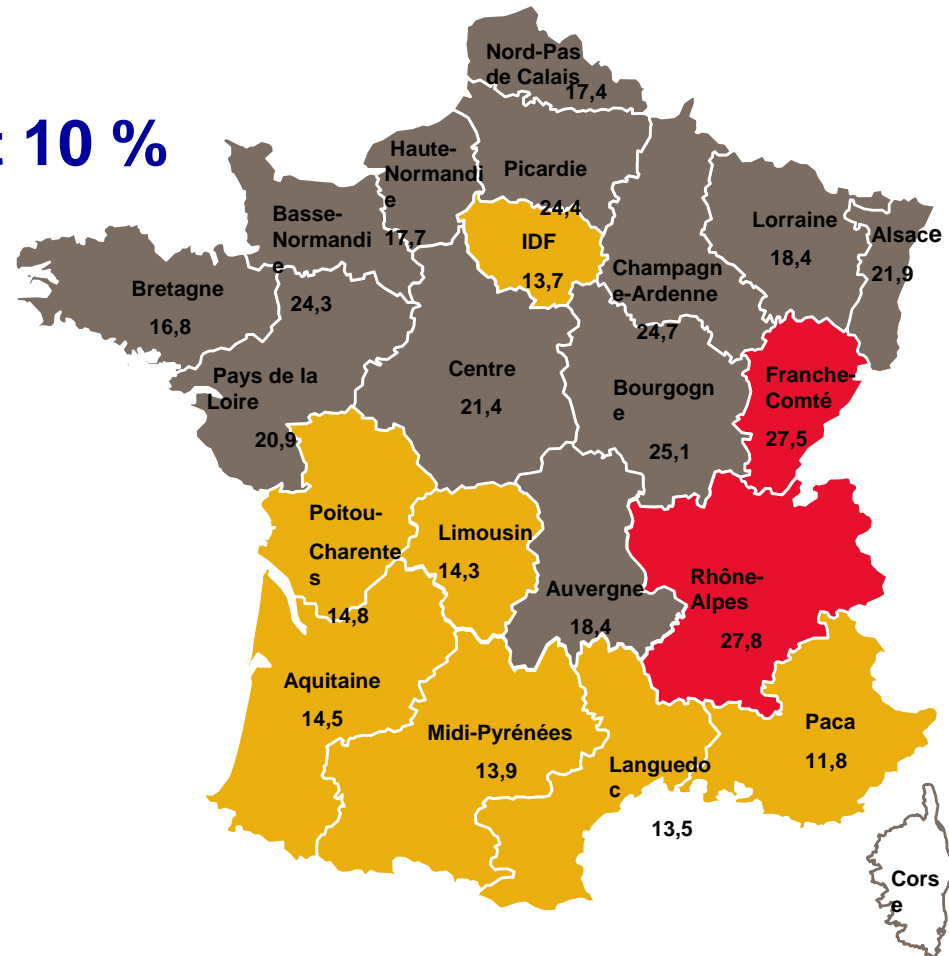 Nord-Pas
de Calais
17,4
t 10 %
Haute-
Normandi
e
17,7
Picardie
24,4
Basse-
Normandi
e
24,3
IDF
13,7
Lorraine
18,4
Alsace
21,9
Champagn
e-Ardenne
24,7
Bretagne
16,8
Pays de la
Loire
20,9
Centre
21,4
Bourgogn
e
25,1
Franche-
Comté
27,5
Poitou-
Charente
s
14,8
Limousin
14,3
Auvergne
18,4
Rhône-
Alpes
27,8
Aquitaine
14,5
Midi-Pyrénées
13,9
Languedo
c
13,5
Paca
11,8
Cors
e